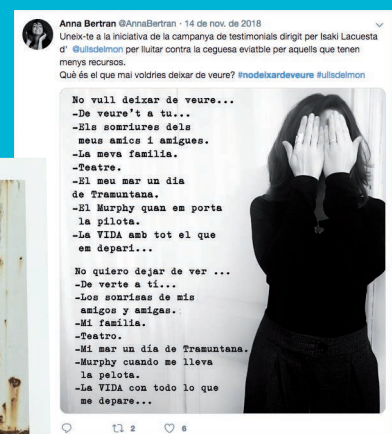 Anna Bertran @AnnaBertran · 14 de nov. de 2018
Uneix-te a la iniciativa de la campanya de testimonials dirigit per Isaki Lacuesta
d' @ullsdelmon per lluitar contra la ceguesa eviatble per aquells que tenen
menys recursos.
Què és el que mai voldries deixar de veure? #nodeixardeveure #ullsdelmon
No vull deixar de veure...
-De veure't a tu...
-Els somriures dels
meus amics i amigues.
-La meva familia.
-Teatre.
-El meu mar un dia
de Tramuntana.
-El Murphy quan em porta
la pilota.
-La VIDA amb tot el que
em depari...
No quiero dejar de ver ...
-De verte a tí...
-Los sonrisas de mis
amigos y amigas.
-Mi família.
-Teatro.
-Mi mar un día de Tramuntana.
-Murphy cuando me lleva
la pelota.
-La VIDA con todo lo que
me depare...
2
6